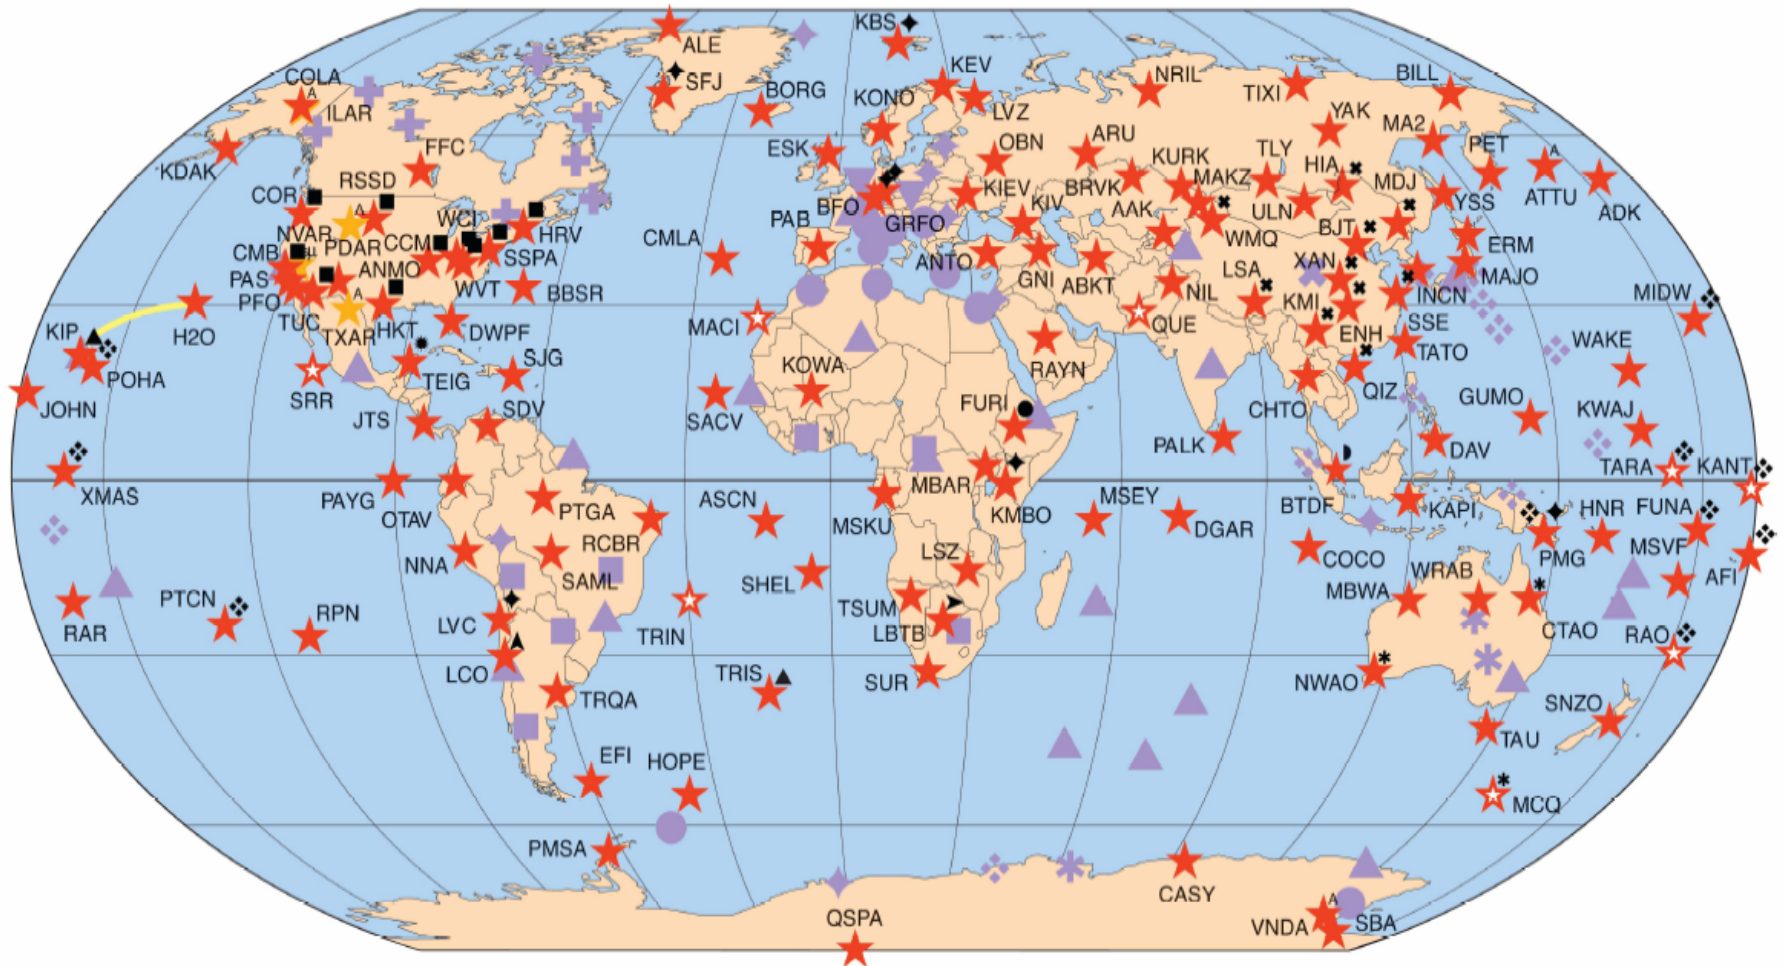 KBS
ALE
COLA
SFJ
KEV
NRIL
BILL
BORG
KONO
TIXI
A
ILAR
LVZ
YAK
FFC
ESK
OBN
ARU
MA2
PET
A
KDAK
KURK
TLY
HIA
RSSD
MAKZ
MDJ
COR
KIEV
BRVK
ATTU
BFO
YSS
ADK
A
WCI
PAB
GRFO
KIV
AAK
ULN
NVAR
PDAR
CCM
HRV
CMLA
WMQ
BJT
ERM
CMB
SSPA
ANTO
XAN
PAS
ANMO
GNI
ABKT
LSA
MAJO
PFO
A
WVT
BBSR
NIL
KMI
INCN
MIDW
TUC
MACI
QUE
SSE
KIP
H2O
TXAR
HKT
DWPF
ENH
TATO
WAKE
POHA
SJG
KOWA
RAYN
JOHN
SRR
TEIG
QIZ
GUMO
JTS
SDV
SACV
FURI
CHTO
KWAJ
PALK
DAV
TARA
KANT
XMAS
PAYG
ASCN
MBAR
MSEY
BTDF
KAPI
HNR
FUNA
OTAV
PTGA
MSKU
KMBO
DGAR
RCBR
LSZ
COCO
PMG
MSVF
NNA
SAML
SHEL
MBWA
WRAB
AFI
PTCN
RPN
TSUM
RAR
LVC
TRIN
LBTB
CTAO
RAO
LCO
TRIS
SUR
NWAO
TRQA
SNZO
TAU
EFI
HOPE
MCQ
PMSA
CASY
A
QSPA
VNDA
SBA